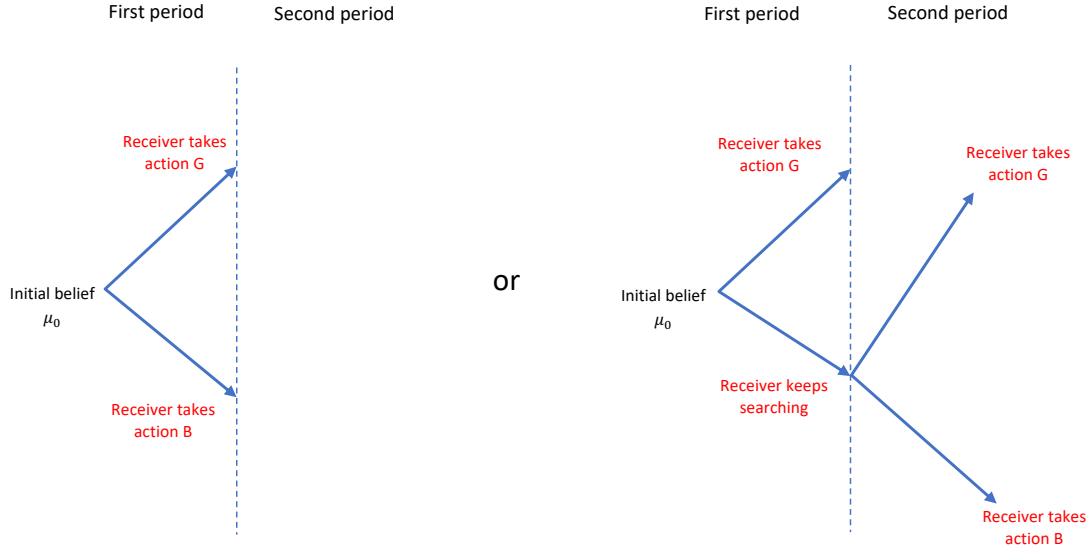 First period
Second period
Receiver takes
action G
Initial belief
μ₀
Receiver takes
action B
or
First period
Second period
Receiver takes
action G
Receiver takes
action G
Initial belief
μ₀
Receiver keeps
searching
Receiver takes
action B